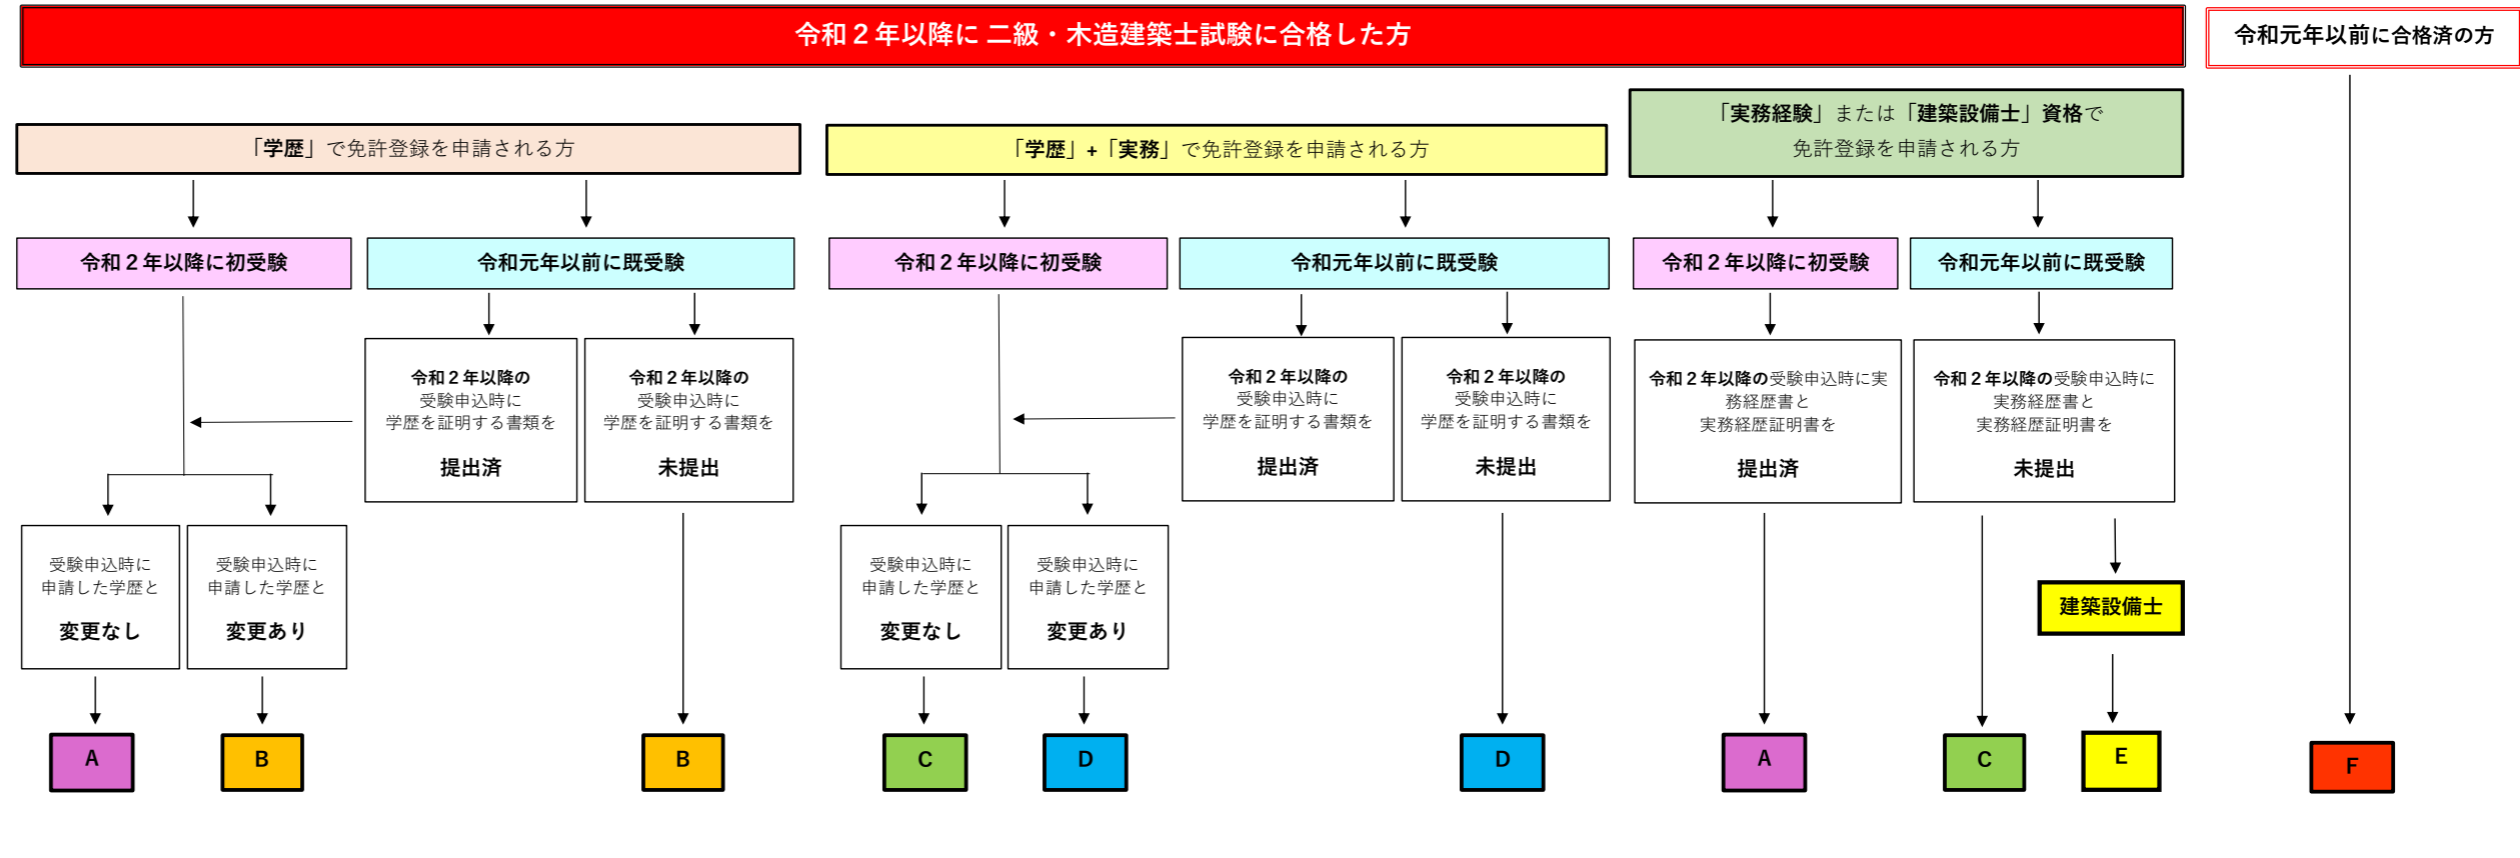 令和２年以降に 二級・木造建築士試験に合格した方
令和元年以前に合格済の方
「学歴」で免許登録を申請される方
「学歴」+「実務」で免許登録を申請される方
「実務経験」または「建築設備士」資格で
免許登録を申請される方
令和２年以降に初受験
令和元年以前に既受験
令和２年以降に初受験
令和元年以前に既受験
令和２年以降に初受験
令和元年以前に既受験
令和２年以降の
受験申込時に
学歴を証明する書類を
提出済
令和２年以降の
受験申込時に
学歴を証明する書類を
未提出
令和２年以降の
受験申込時に
学歴を証明する書類を
提出済
令和２年以降の
受験申込時に
学歴を証明する書類を
未提出
令和２年以降の受験申込時に実
務経歴書と
実務経歴証明書を
提出済
令和２年以降の受験申込時に
実務経歴書と
実務経歴証明書を
未提出
受験申込時に
申請した学歴と
変更なし
受験申込時に
申請した学歴と
変更あり
受験申込時に
申請した学歴と
変更なし
受験申込時に
申請した学歴と
変更あり
建築設備士
A
B
B
C
D
D
A
C
E
F